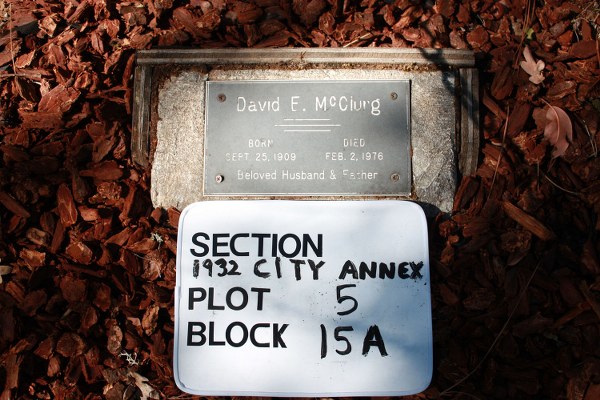 David E. McClurg
BORN DIED
SEPT. 25, 1909 FEB. 2, 1976
Beloved Husband & Father
SECTION
1932 CITY ANNEX
PLOT 5
BLOCK 15A